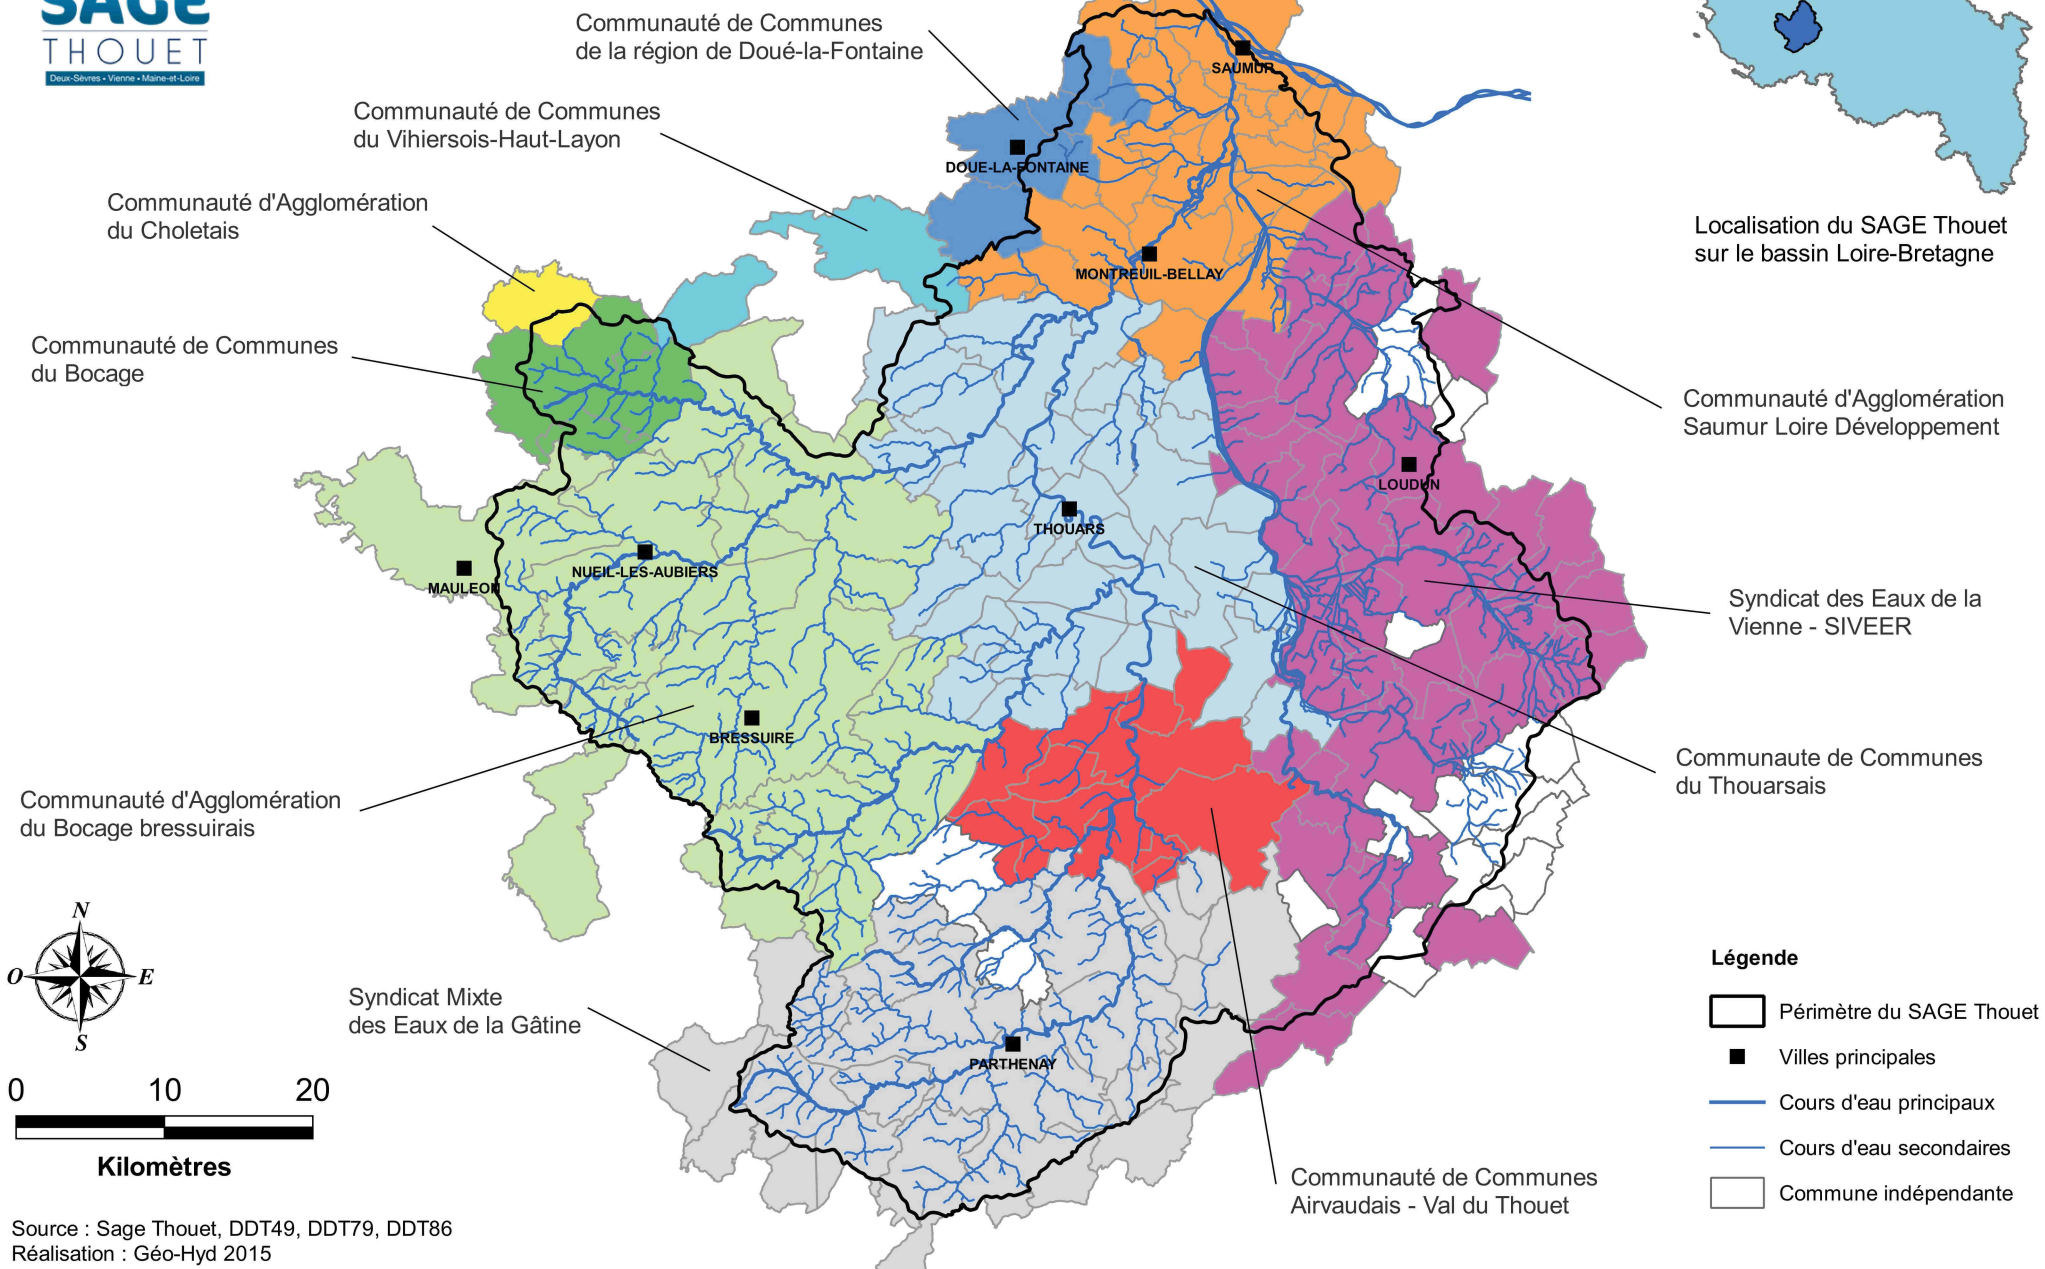 SAGE
THOUET
Deux-Sèvres • Vienne • Maine-et-Loire
Communauté de Communes
de la région de Doué-la-Fontaine
Communauté de Communes
du Vihiersois-Haut-Layon
Communauté d'Agglomération
du Choletais
Communauté de Communes
du Bocage
SAUMUR
DOUE-LA-FONTAINE
MONTREUIL-BELLAY
LOUDUN
THOUARS
NUEIL-LES-AUBIERS
MAULEON
BRESSUIRE
PARTHENAY
Localisation du SAGE Thouet
sur le bassin Loire-Bretagne
Communauté d'Agglomération
Saumur Loire Développement
Syndicat des Eaux de la
Vienne - SIVEER
Communaute de Communes
du Thouarsais
Communauté d'Agglomération
du Bocage bressuirais
Syndicat Mixte
des Eaux de la Gâtine
Communauté de Communes
Airvaudais - Val du Thouet
N
O
E
S
0 10 20
Kilomètres
Source : Sage Thouet, DDT49, DDT79, DDT86
Réalisation : Géo-Hyd 2015
Légende
Périmètre du SAGE Thouet
Villes principales
Cours d'eau principaux
Cours d'eau secondaires
Commune indépendante